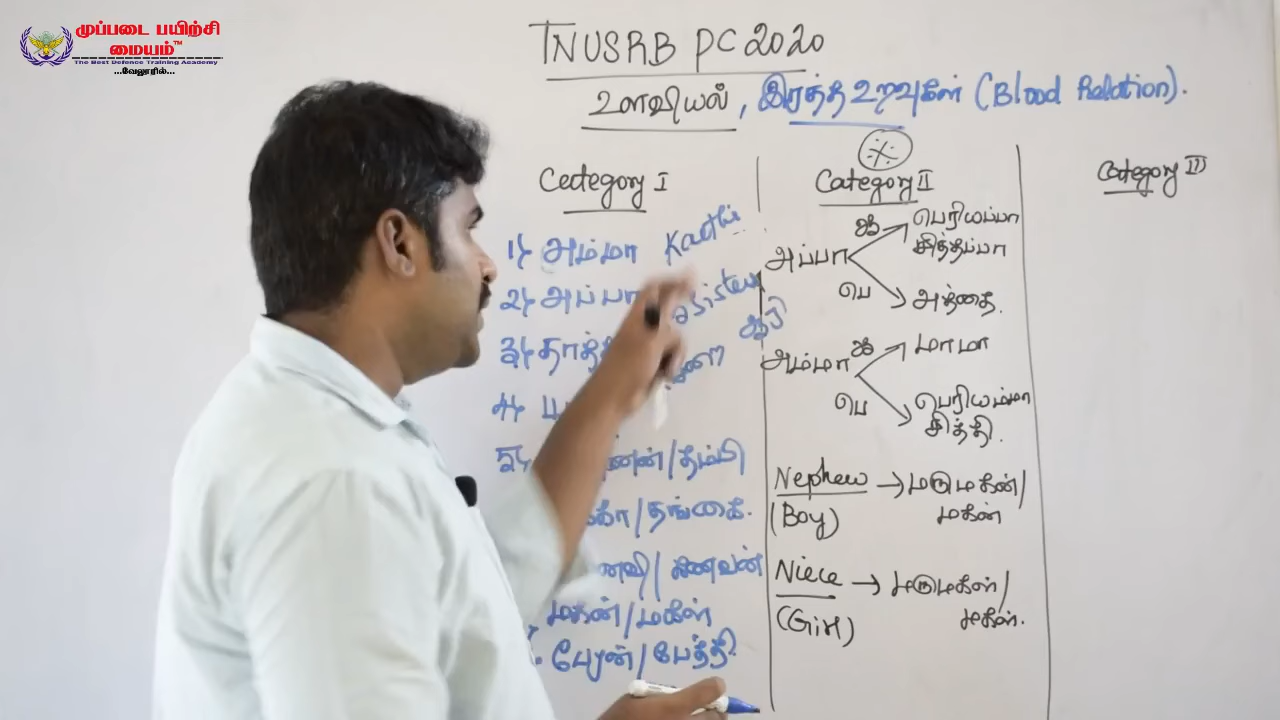 முப்படை பயிற்சி
மையம்™
The Best Defence Training Academy
...வேலூரில்...
TNUSRB PC 2020
உளவியல், இரத்த உறவுகள் (Blood Relation).
Category I
1) அம்மா
2) அப்பா
3)
4)
5) /தம்பி
/தங்கை.
/கணவன்
மகன்/மகள்
பேரன்/பேத்தி.
Category II
அப்பா
ஆ பெரியப்பா
சித்தப்பா
பெ அத்தை.
அம்மா
ஆ மாமா
பெ பெரியம்மா
சித்தி.
Nephew → மருமகன்/
(Boy) மகன்
Niece → மருமகள்/
(Girl) மகள்.
Category III